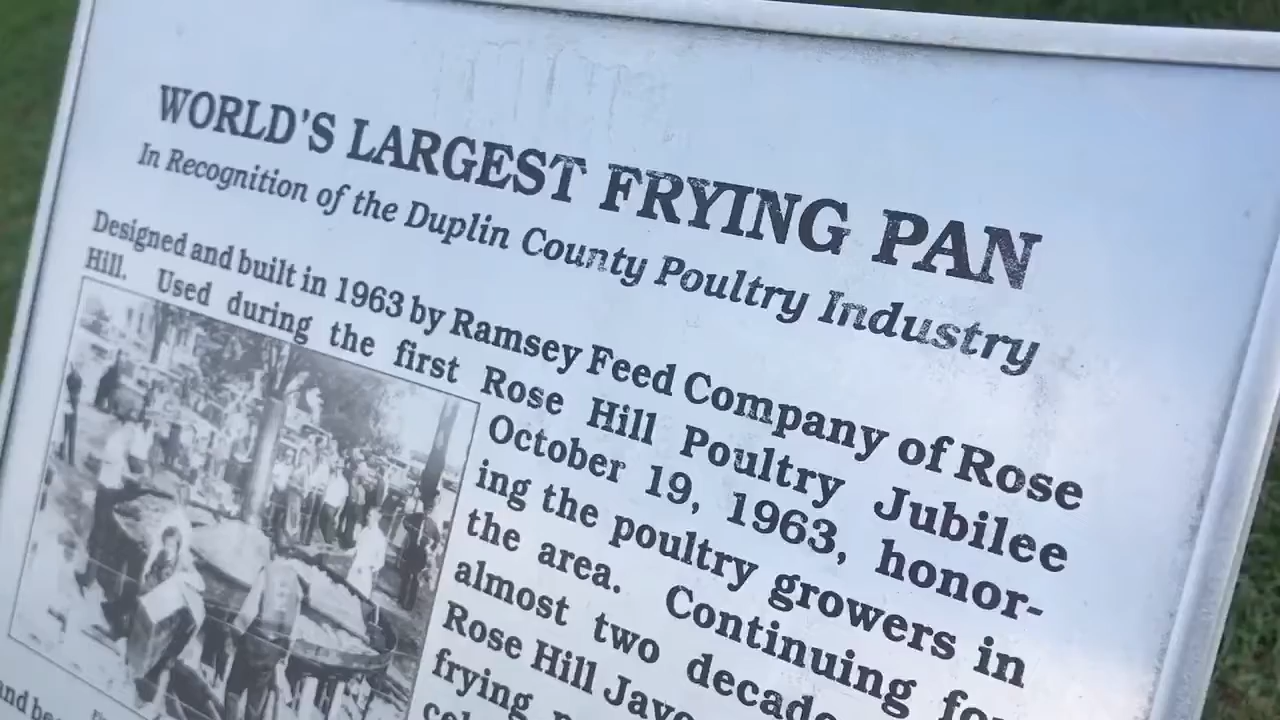 WORLD'S LARGEST FRYING PAN
In Recognition of the Duplin County Poultry Industry
Designed and built in 1963 by Ramsey Feed Company of Rose
Hill. Used during the first Rose Hill Poultry Jubilee
October 19, 1963, honor-
ing the poultry growers in
the area. Continuing
almost two
Rose Hill
frying